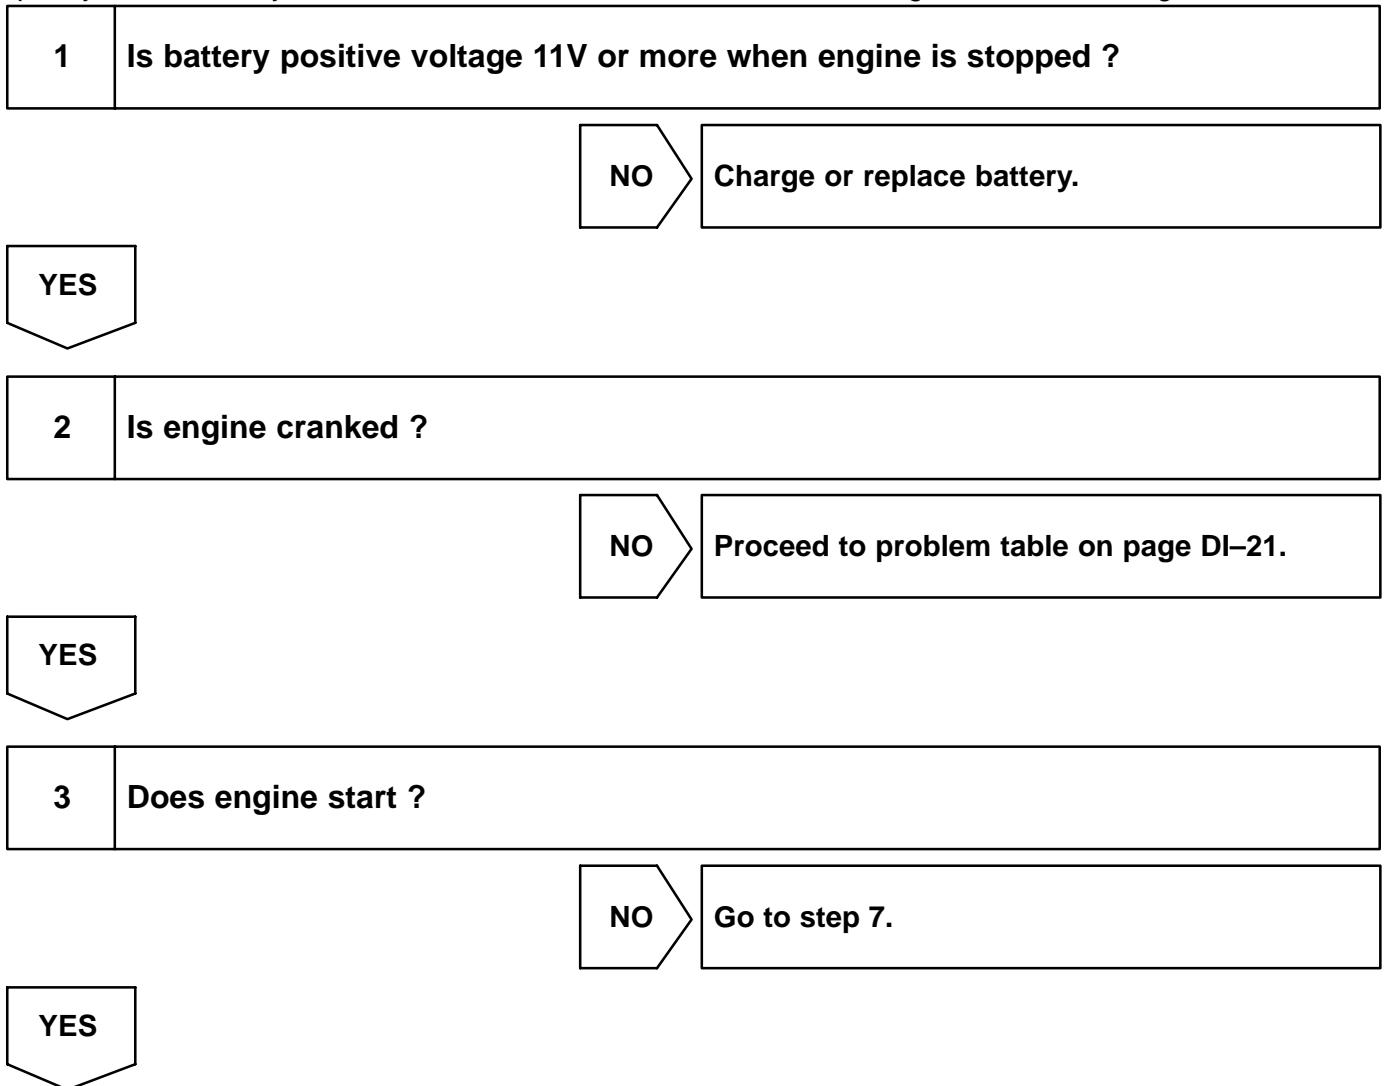 1 Is battery positive voltage 11V or more when engine is stopped ?
NO Charge or replace battery.
YES
2 Is engine cranked ?
NO Proceed to problem table on page DI–21.
YES
3 Does engine start ?
NO Go to step 7.
YES